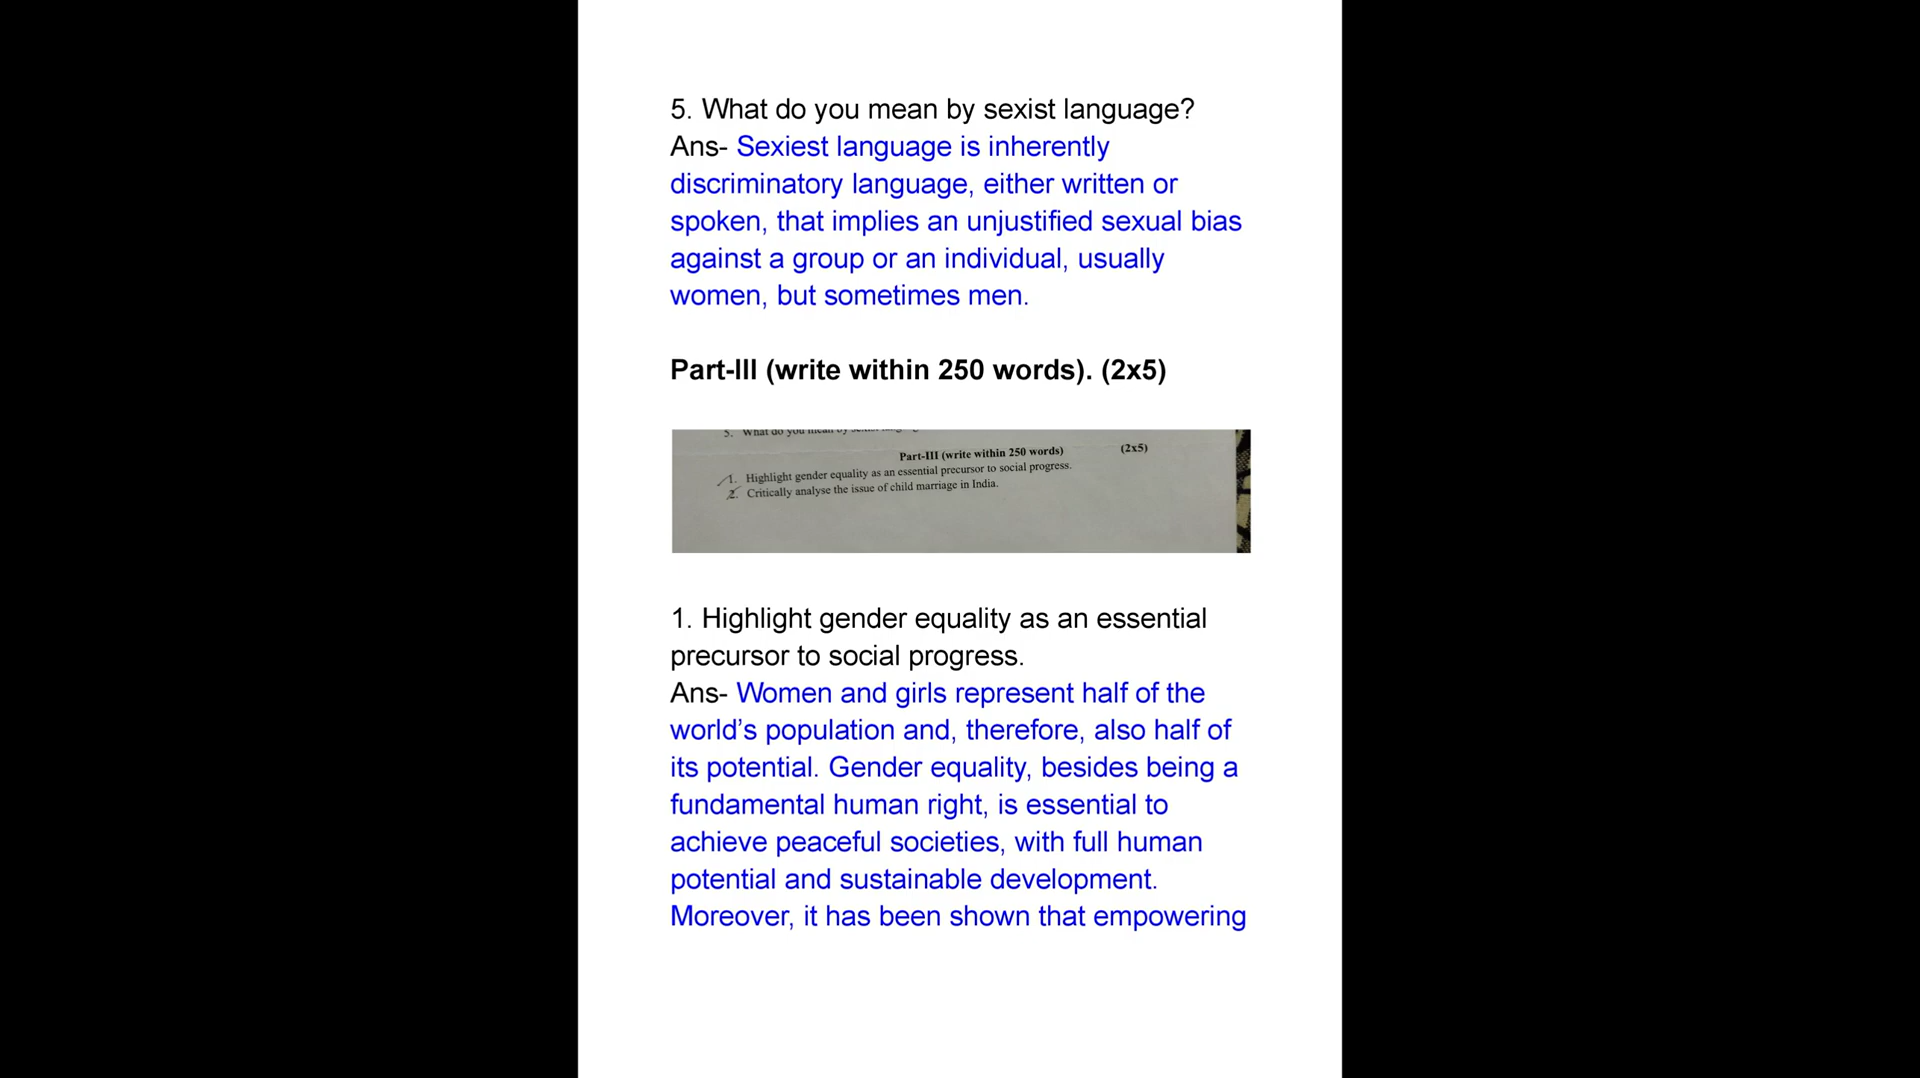 5. What do you mean by sexist language?
Ans- Sexiest language is inherently
discriminatory language, either written or
spoken, that implies an unjustified sexual bias
against a group or an individual, usually
women, but sometimes men.
Part-III (write within 250 words). (2x5)
5. What do you mean by
Part-III (write within 250 words) (2x5)
1. Highlight gender equality as an essential precursor to social progress.
2. Critically analyse the issue of child marriage in India.
1. Highlight gender equality as an essential
precursor to social progress.
Ans- Women and girls represent half of the
world’s population and, therefore, also half of
its potential. Gender equality, besides being a
fundamental human right, is essential to
achieve peaceful societies, with full human
potential and sustainable development.
Moreover, it has been shown that empowering